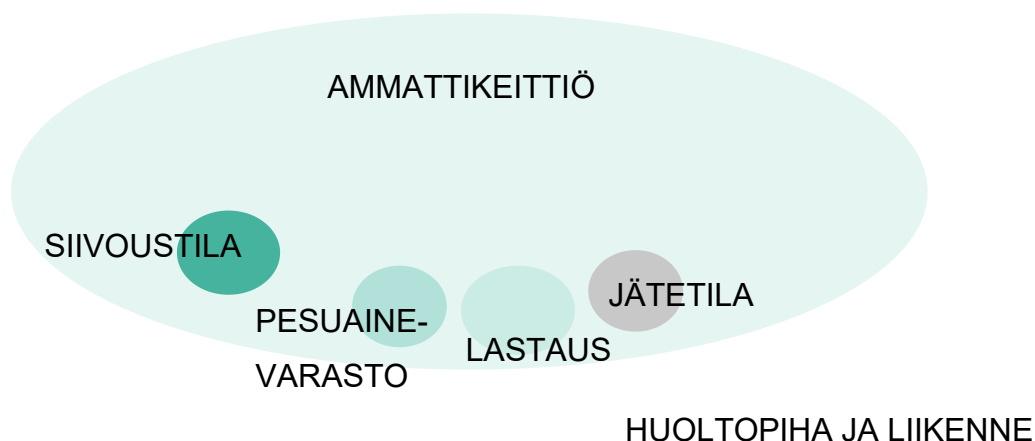 AMMATTIKEITTIÖ
SIIVOUSTILA
JÄTETILA
PESUAINE-
VARASTO
LASTAUS
HUOLTOPIHA JA LIIKENNE